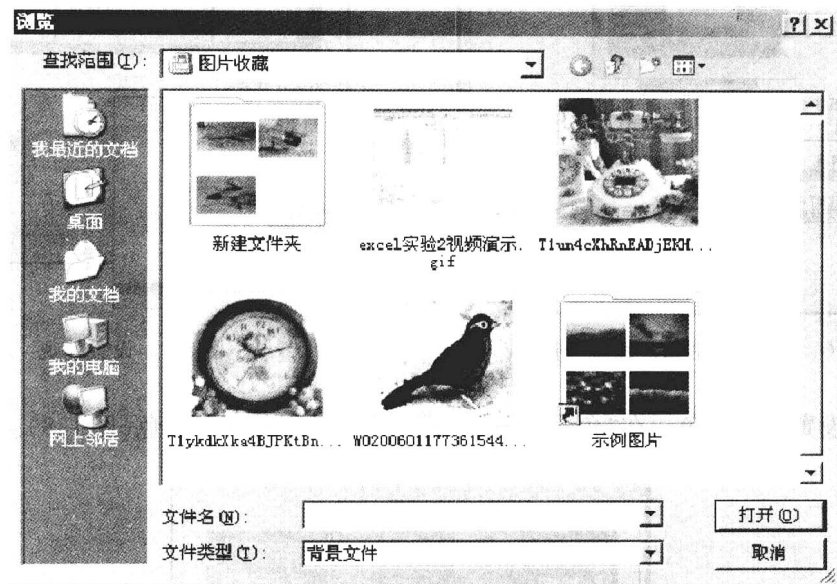 浏览
查找范围(I): 图片收藏
我最近的文档
桌面
我的文档
我的电脑
网上邻居
新建文件夹
excel实验2视频演示.
gif
T1un4cXhRnEADjEKH...
T1ykdkXka4BJPKtBn...
W0200601177361544...
示例图片
文件名(N):
打开(O)
文件类型(T): 背景文件
取消